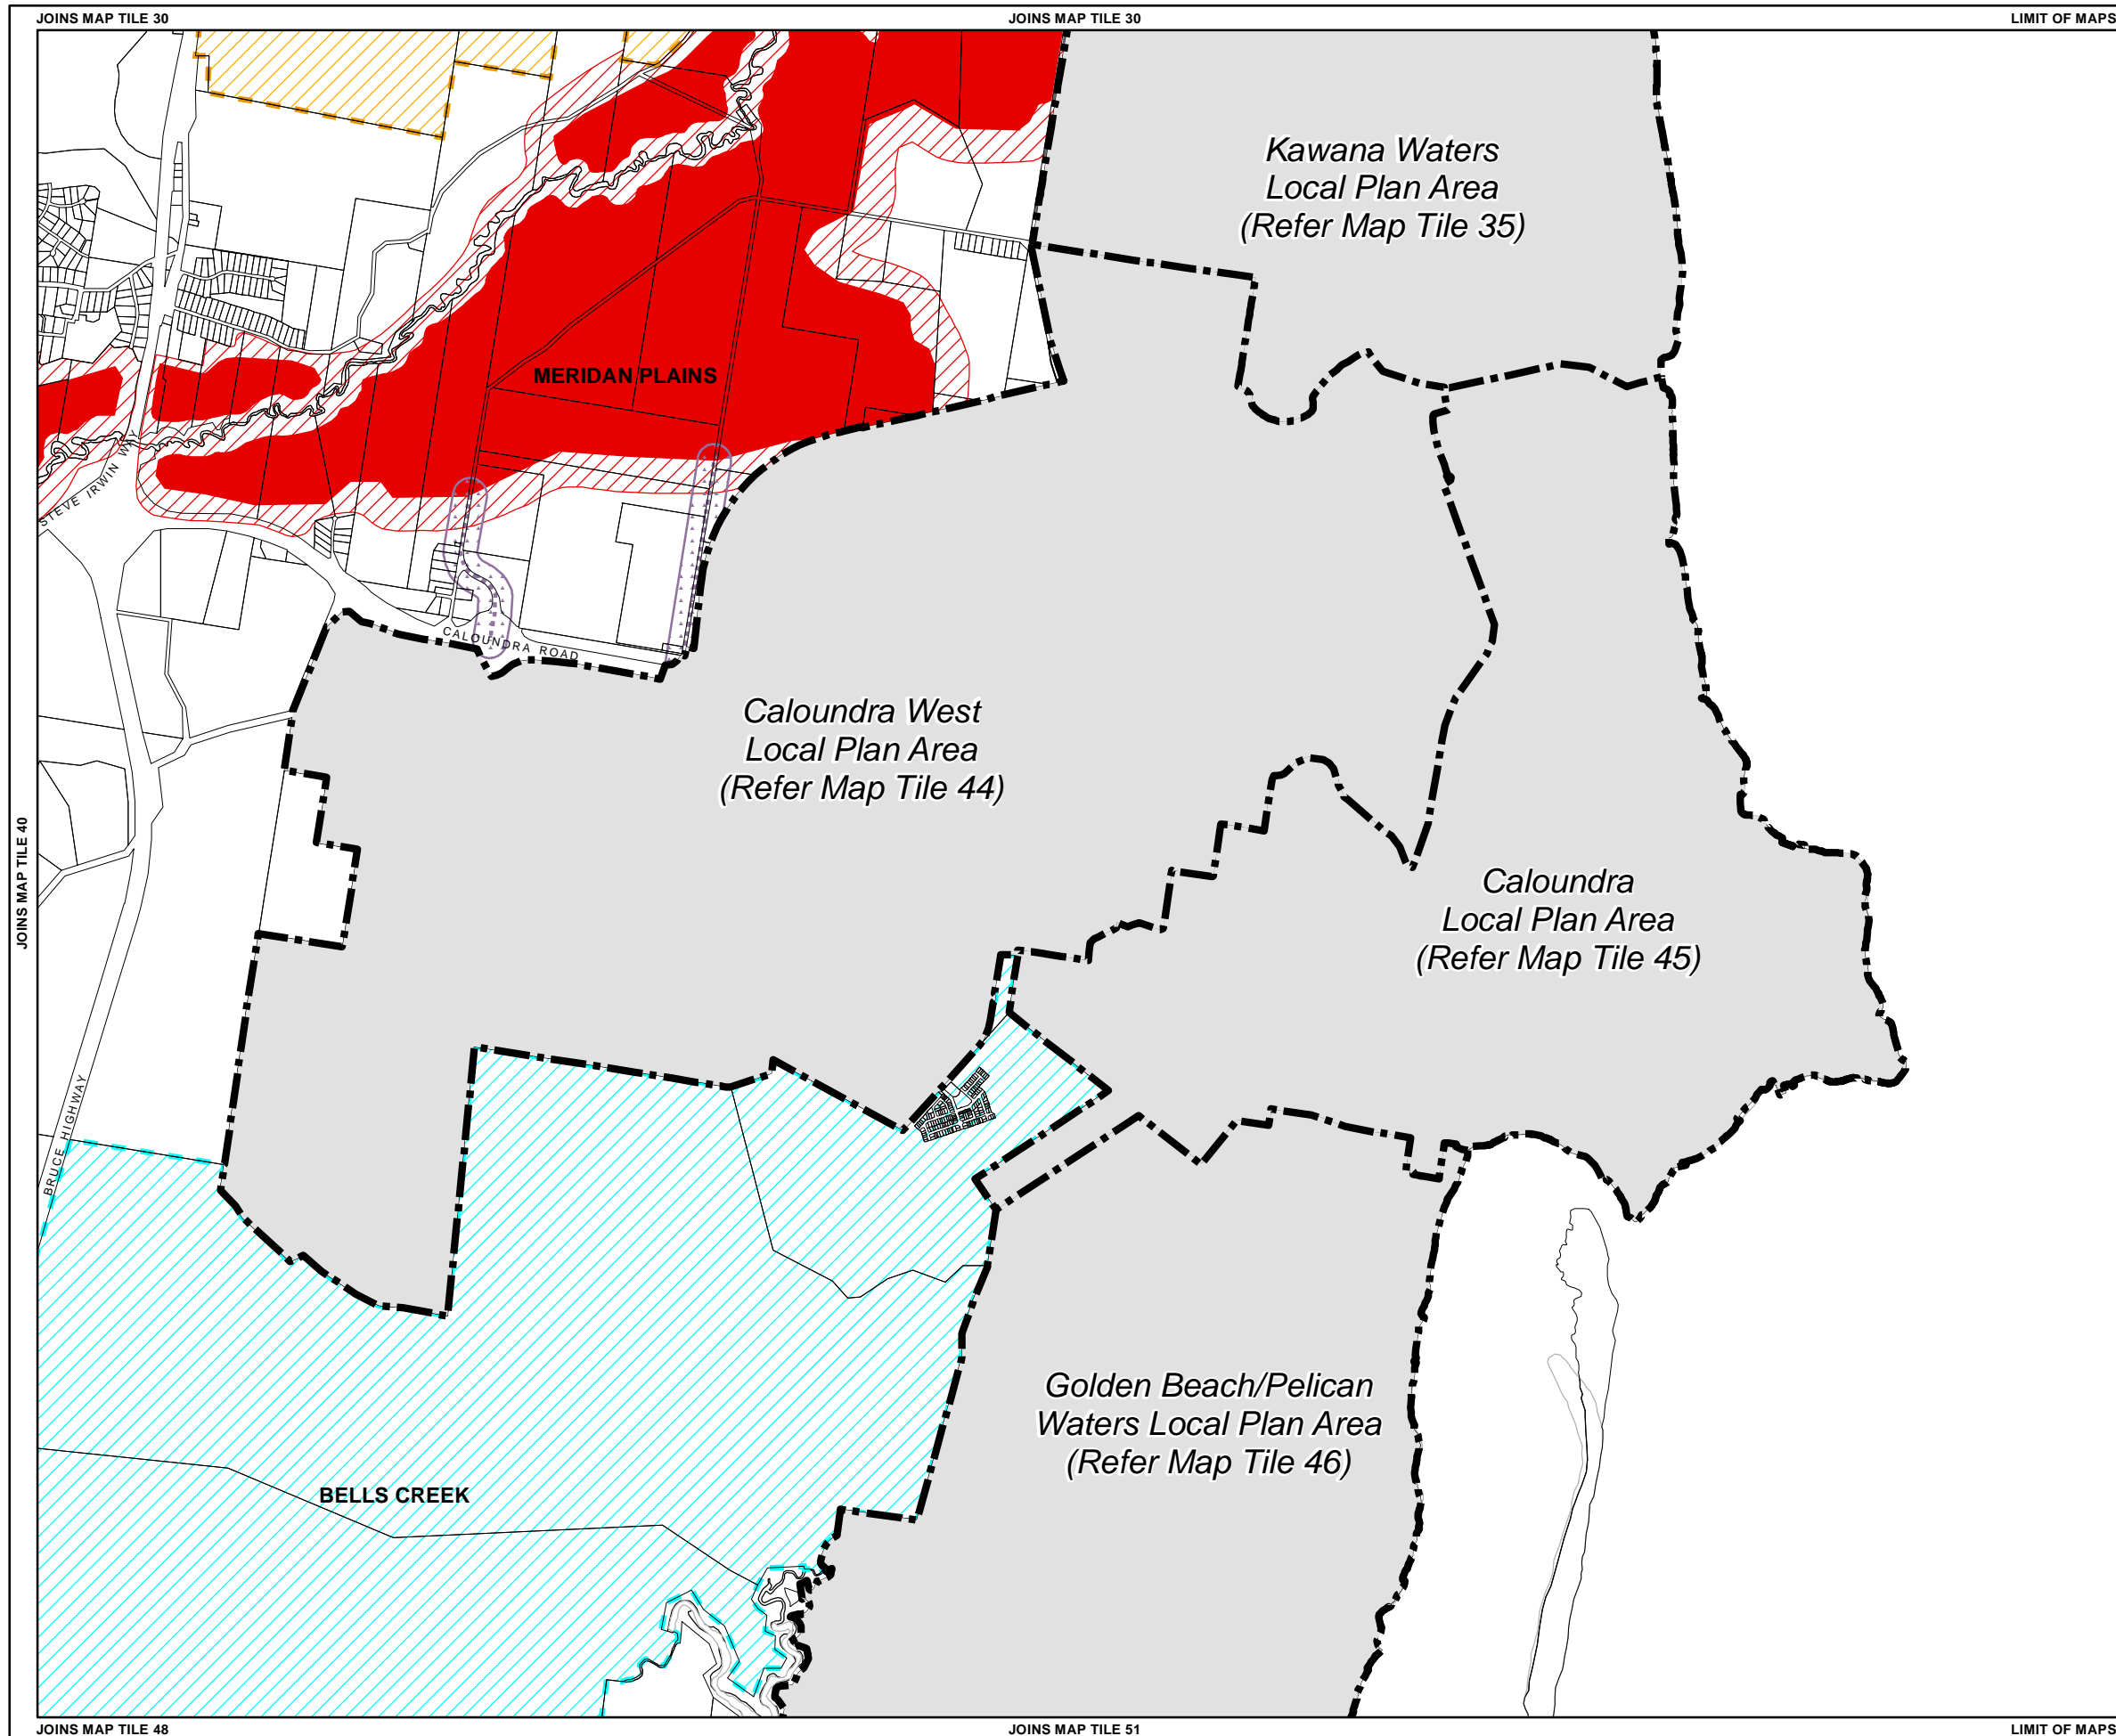 JOINS MAP TILE 30
JOINS MAP TILE 30
LIMIT OF MAPS
Kawana Waters
Local Plan Area
(Refer Map Tile 35)
MERIDAN PLAINS
STEVE IRWIN WAY
CALOUNDRA ROAD
Caloundra West
Local Plan Area
(Refer Map Tile 44)
JOINS MAP TILE 40
Caloundra
Local Plan Area
(Refer Map Tile 45)
BRUCE HIGHWAY
Golden Beach/Pelican
Waters Local Plan Area
(Refer Map Tile 46)
BELLS CREEK
JOINS MAP TILE 48
JOINS MAP TILE 51
LIMIT OF MAPS